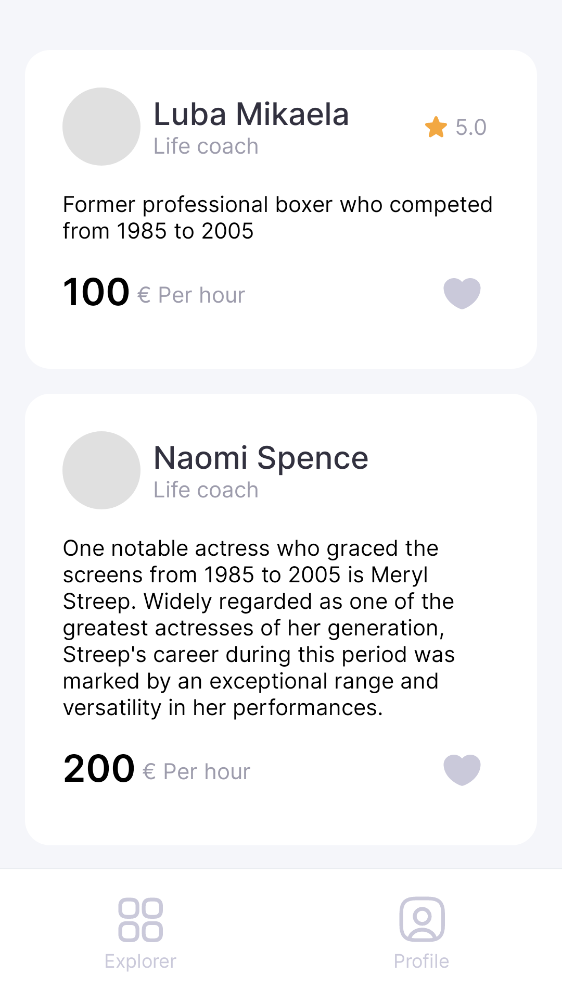 Luba Mikaela
Life coach
5.0
Former professional boxer who competed
from 1985 to 2005
100 € Per hour
Naomi Spence
Life coach
One notable actress who graced the
screens from 1985 to 2005 is Meryl
Streep. Widely regarded as one of the
greatest actresses of her generation,
Streep's career during this period was
marked by an exceptional range and
versatility in her performances.
200 € Per hour
Explorer
Profile